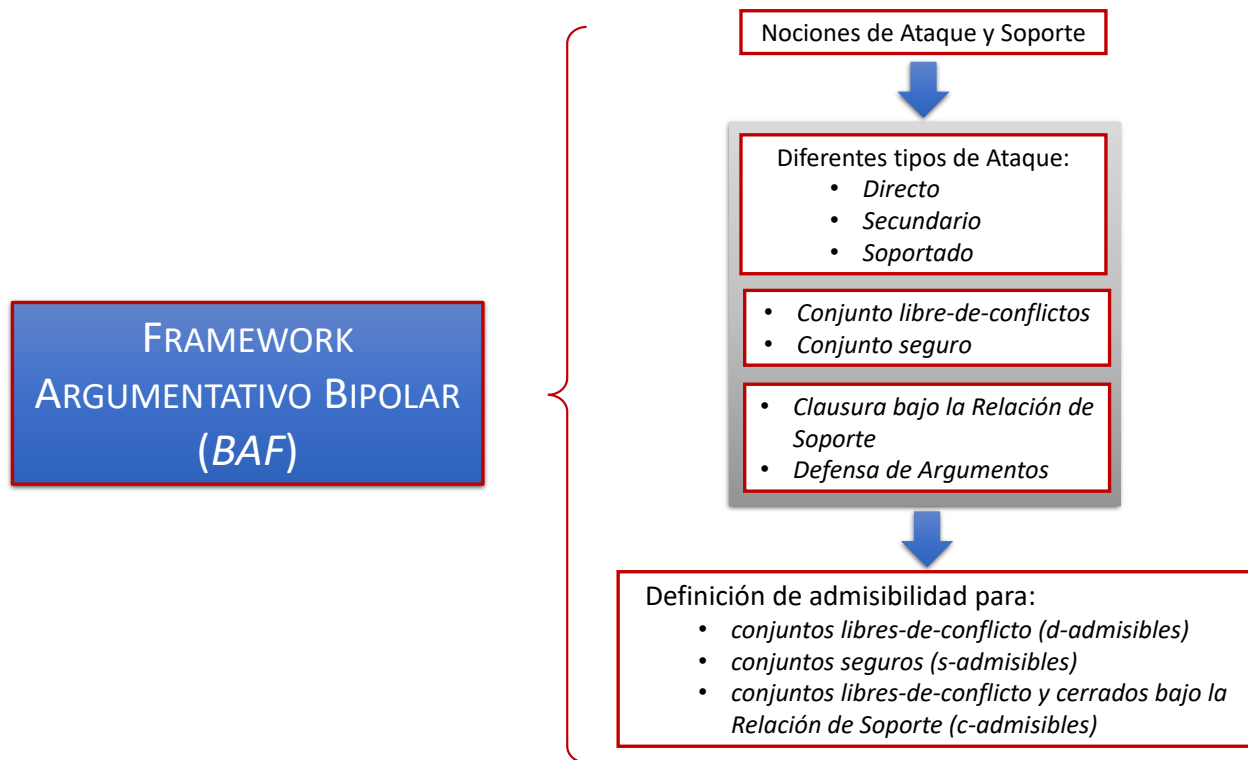 FRAMEWORK
ARGUMENTATIVO BIPOLAR
(BAF)
Nociones de Ataque y Soporte
Diferentes tipos de Ataque:
• Directo
• Secundario
• Soportado
• Conjunto libre-de-conflictos
• Conjunto seguro
• Clausura bajo la Relación de
Soporte
• Defensa de Argumentos
Definición de admisibilidad para:
• conjuntos libres-de-conflicto (d-admisibles)
• conjuntos seguros (s-admisibles)
• conjuntos libres-de-conflicto y cerrados bajo la
Relación de Soporte (c-admisibles)